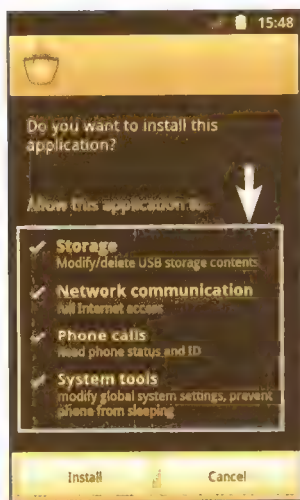 15:48
Do you want to install this
application?
Allow this application to:
Storage
Modify/delete USB storage contents
Network communication
full Internet access
Phone calls
read phone status and ID
System tools
modify global system settings, prevent
phone from sleeping
Install
Cancel